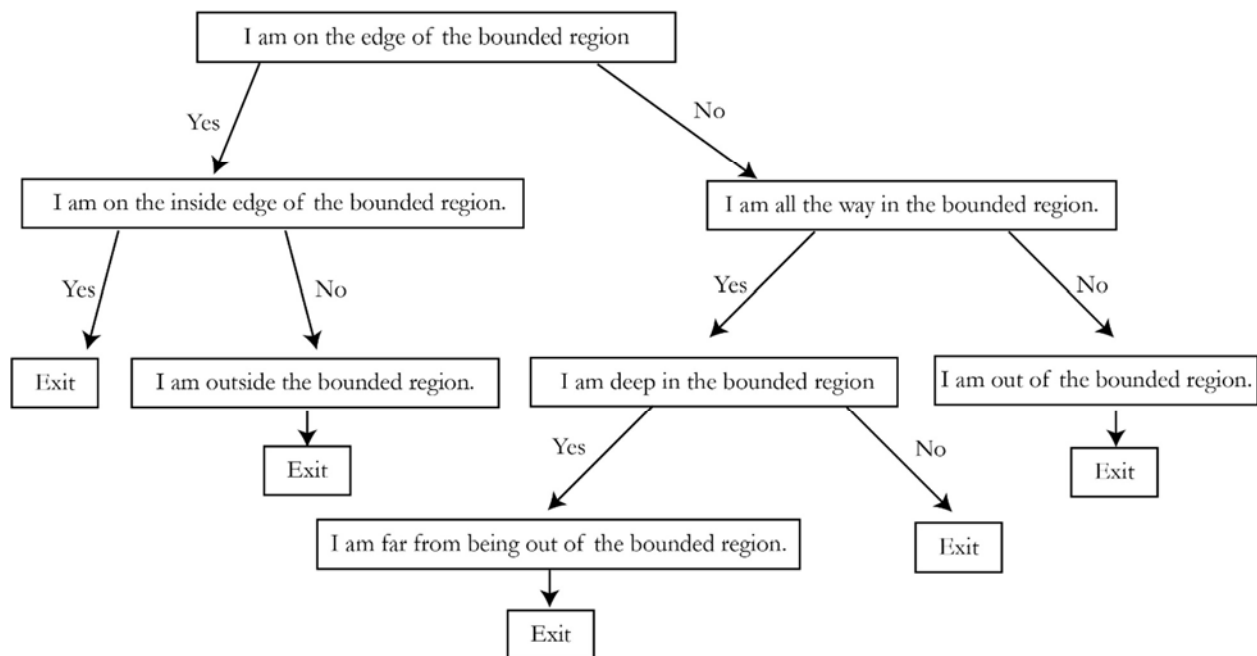 I am on the edge of the bounded region
Yes
No
I am on the inside edge of the bounded region.
I am all the way in the bounded region.
Yes
No
Yes
No
Exit
I am outside the bounded region.
I am deep in the bounded region
I am out of the bounded region.
Exit
Yes
No
Exit
I am far from being out of the bounded region.
Exit
Exit